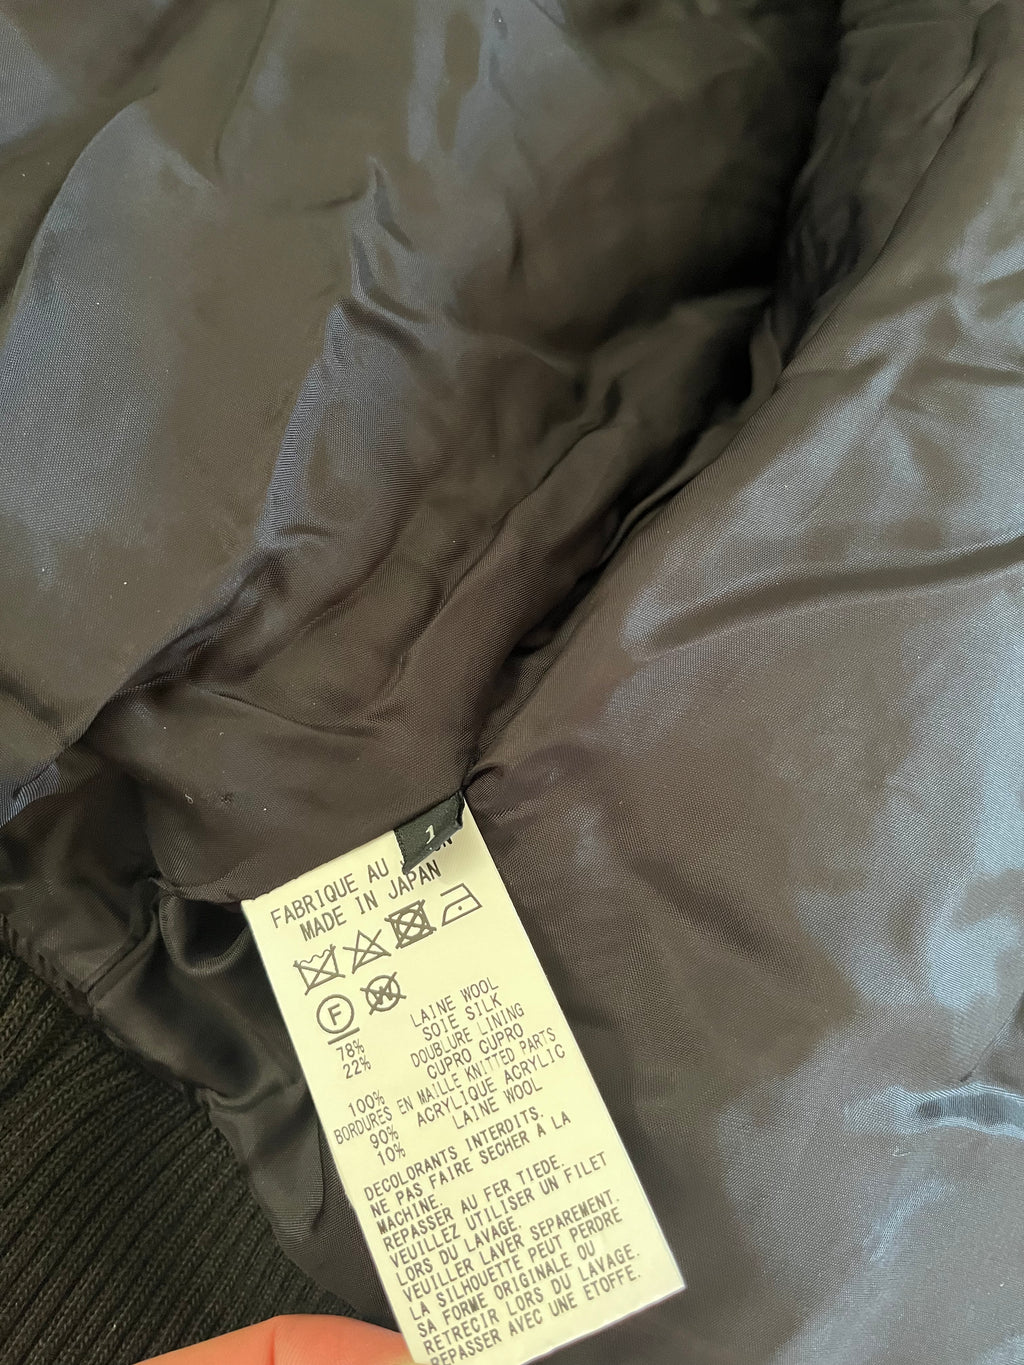 1
FABRIQUE AU
MADE IN JAPAN
F
W
78% LAINE WOOL
22% SOIE SILK
DOUBLURE LINING
100% CUPRO CUPRO
BORDURES EN MAILLE KNITTED PARTS
90% ACRYLIQUE ACRYLIC
10% LAINE WOOL
DECOLORANTS INTERDITS.
NE PAS FAIRE SECHER A LA
MACHINE.
REPASSER AU FER TIEDE.
VEUILLEZ UTILISER UN FILET
LORS DU LAVAGE.
VEUILLER LAVER SEPAREMENT.
LA SILHOUETTE PEUT PERDRE
SA FORME ORIGINALE OU
RETRECIR LORS DU LAVAGE.
REPASSER AVEC UNE ETOFFE.